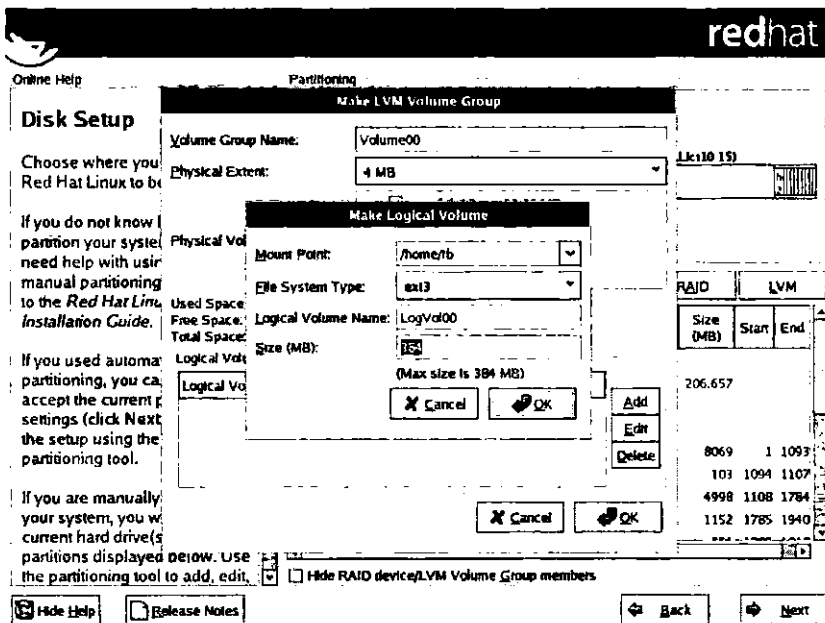 redhat
Online Help
Partitioning
Disk Setup
Choose where you
Red Hat Linux to be
If you do not know
partition your system
need help with using
manual partitioning
to the Red Hat Linux
Installation Guide.
If you used automa
partitioning, you ca
accept the current p
settings (click Next
the setup using the
partitioning tool.
If you are manually
your system, you w
current hard drive(s
partitions displayed below. Use
the partitioning tool to add, edit,
Make LVM Volume Group
Volume Group Name: Volume00
Physical Extent: 4 MB
Physical Vol
Used Space:
Free Space:
Total Space:
Logical Volu
Logical Vo
Make Logical Volume
Mount Point: /home/rb
File System Type: ext3
Logical Volume Name: LogVol00
Size (MB):
(Max size is 384 MB)
Cancel OK
Add
Edit
Delete
Cancel OK
RAID LVM
Size (MB) Start End
206.657
8069 1 1093
103 1094 1107
4998 1108 1784
1152 1785 1940
Hide RAID device/LVM Volume Group members
Hide Help Release Notes Back Next